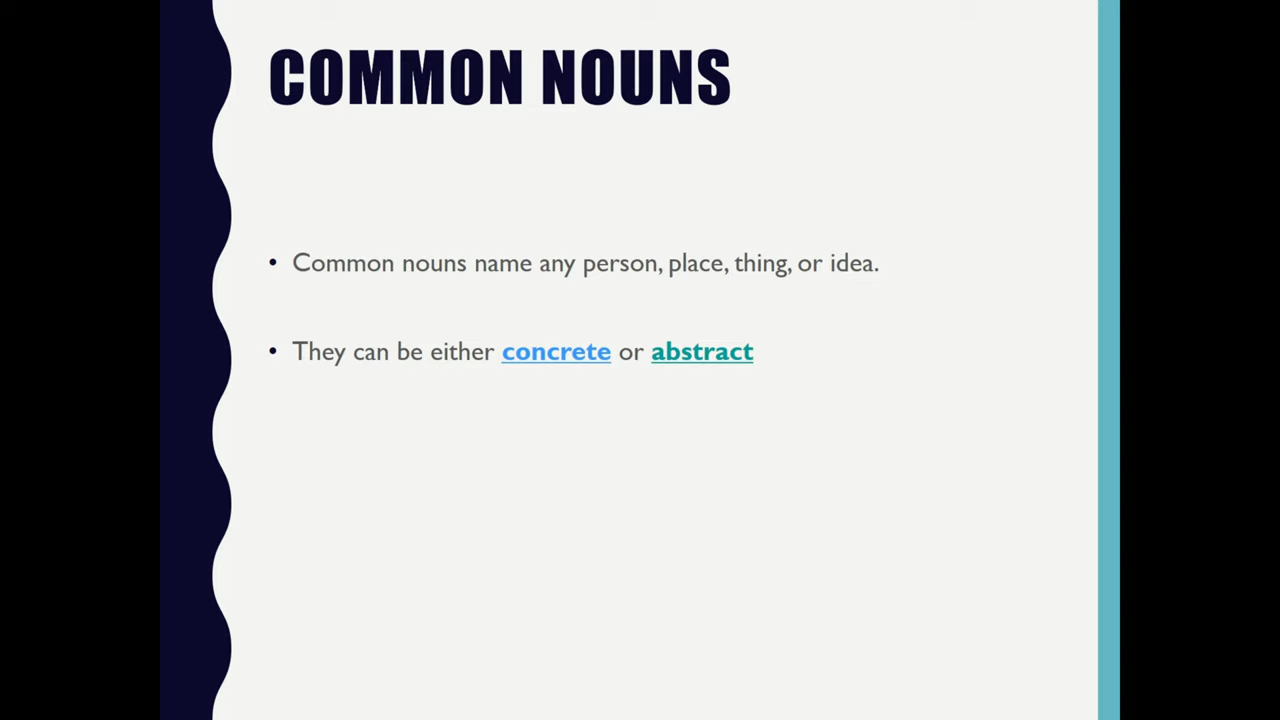 COMMON NOUNS
• Common nouns name any person, place, thing, or idea.
• They can be either concrete or abstract